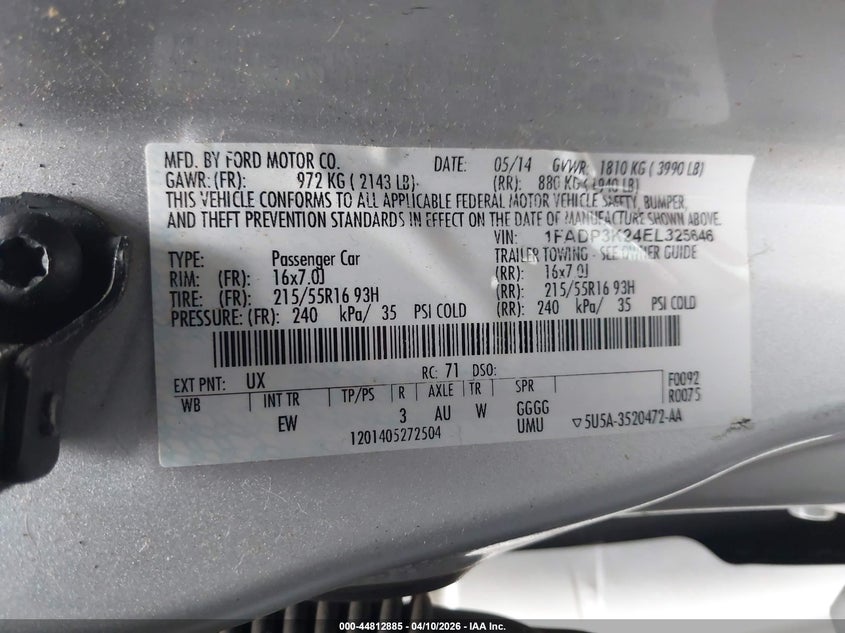 MFD. BY FORD MOTOR CO. DATE: 05/14 GVWR: 1810 KG ( 3990 LB)
GAWR: (FR): 972 KG ( 2143 LB) (RR): 880 KG ( 1940 LB)
THIS VEHICLE CONFORMS TO ALL APPLICABLE FEDERAL MOTOR VEHICLE SAFETY, BUMPER,
AND THEFT PREVENTION STANDARDS IN EFFECT ON THE DATE OF MANUFACTURE SHOWN ABOVE.
VIN: 1FADP3K24EL325646
TYPE: Passenger Car TRAILER TOWING - SEE OWNER GUIDE
RIM: (FR): 16x7.0J (RR): 16x7.0J
TIRE: (FR): 215/55R16 93H (RR): 215/55R16 93H
PRESSURE: (FR): 240 kPa/ 35 PSI COLD (RR): 240 kPa/ 35 PSI COLD
EXT PNT: UX RC: 71 DSO: F0092
WB INT TR TP/PS R AXLE TR SPR R0075
EW 3 AU W GGGG
1201405272504 UMU ▽5U5A-3520472-AA
000-44812885 - 04/10/2026 - IAA Inc.